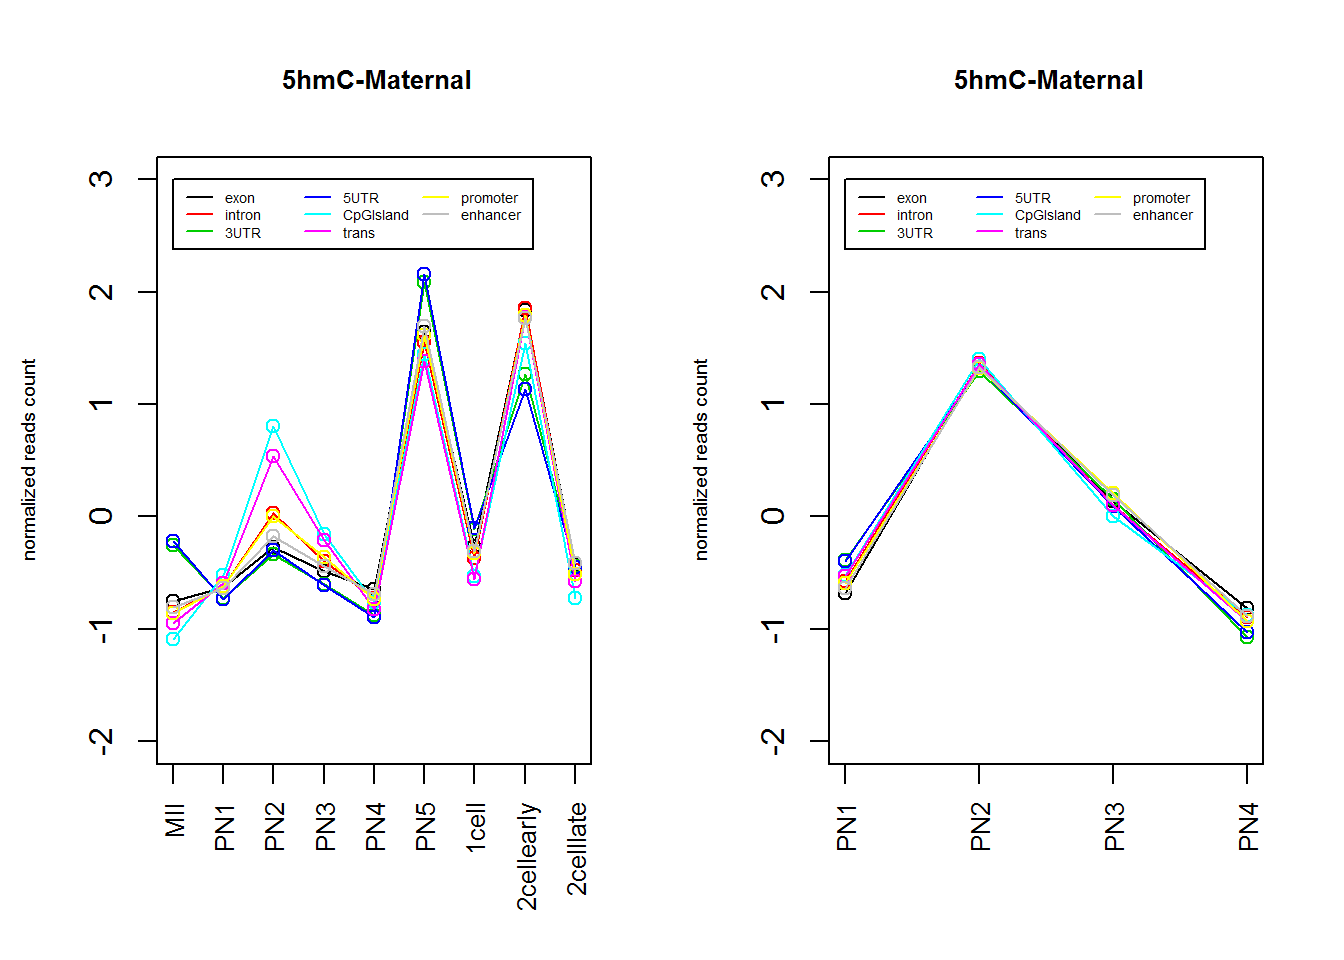 5hmC-Maternal
3
2
1
0
-1
-2
normalized reads count
exon
intron
3UTR
5UTR
CpGIsland
trans
promoter
enhancer
MII
PN1
PN2
PN3
PN4
PN5
1cell
2cellearly
2celllate
5hmC-Maternal
3
2
1
0
-1
-2
normalized reads count
exon
intron
3UTR
5UTR
CpGIsland
trans
promoter
enhancer
PN1
PN2
PN3
PN4